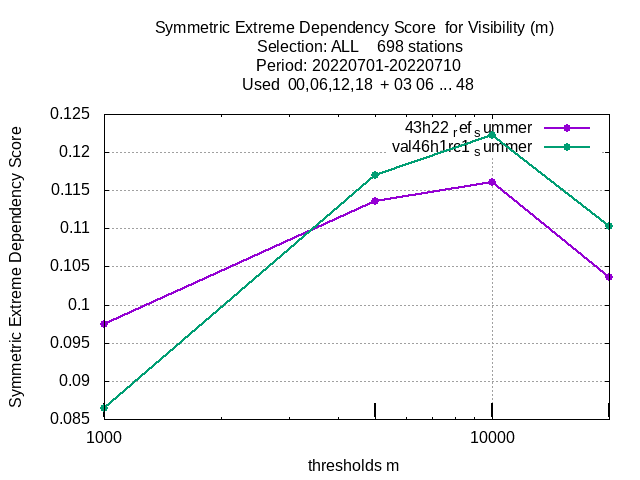 Symmetric Extreme Dependency Score for Visibility (m)
Selection: ALL 698 stations
Period: 20220701-20220710
Used 00,06,12,18 + 03 06 ... 48
Symmetric Extreme Dependency Score
0.125
0.12
0.115
0.11
0.105
0.1
0.095
0.09
0.085
43h22 ref summer
val46h1re1 summer
1000
10000
thresholds m